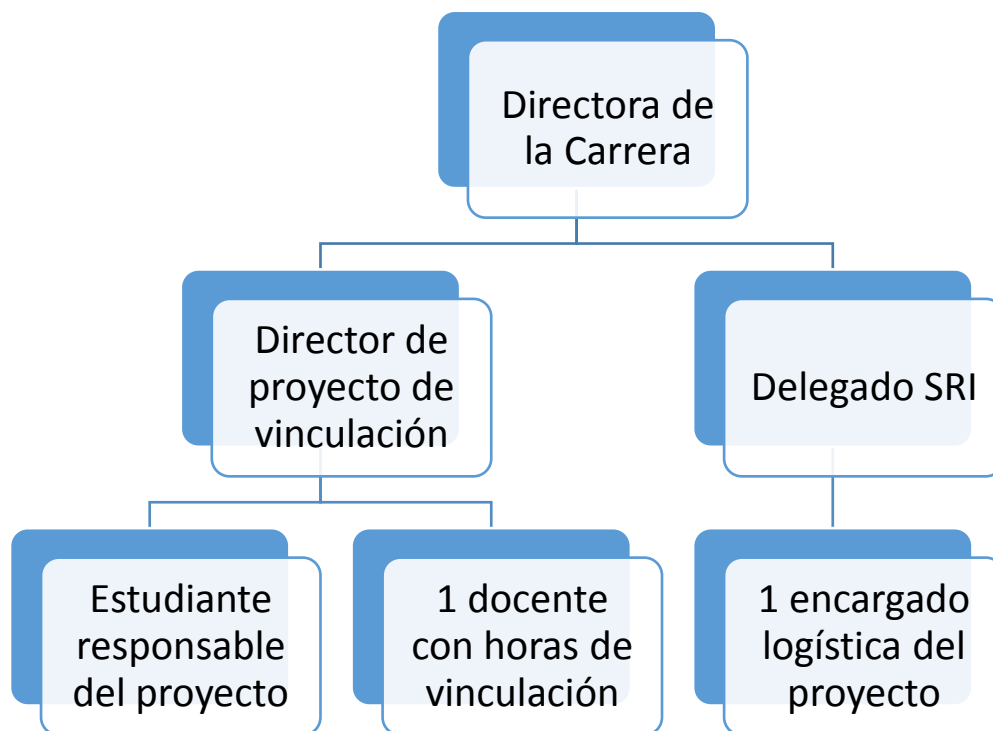 Directora de
la Carrera
Director de
proyecto de
vinculación
Delegado SRI
Estudiante
responsable
del proyecto
1 docente
con horas de
vinculación
1 encargado
logística del
proyecto